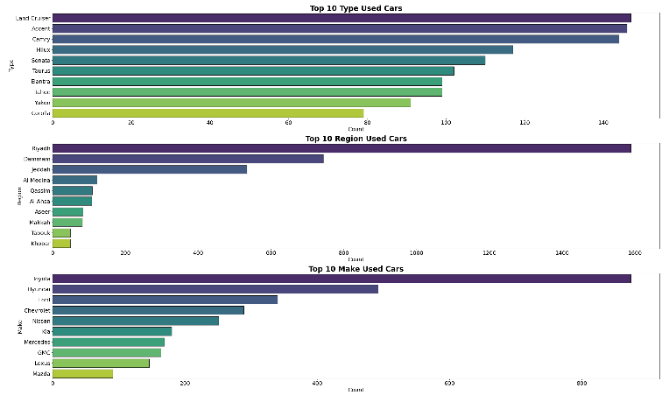 Top 10 Type Used Cars
Type
Land Cruiser
Accent
Camry
Hilux
Sonata
Taurus
Elantra
Tahoe
Yukon
Corolla
0 20 40 60 80 100 120 140
Count
Top 10 Region Used Cars
Region
Riyadh
Dammam
Jeddah
Al-Medina
Qassim
Al-Ahsa
Aseer
Makkah
Tabouk
Khobar
0 200 400 600 800 1000 1200 1400 1600
Count
Top 10 Make Used Cars
Make
Toyota
Hyundai
Ford
Chevrolet
Nissan
Kia
Mercedes
GMC
Lexus
Mazda
0 200 400 600 800
Count